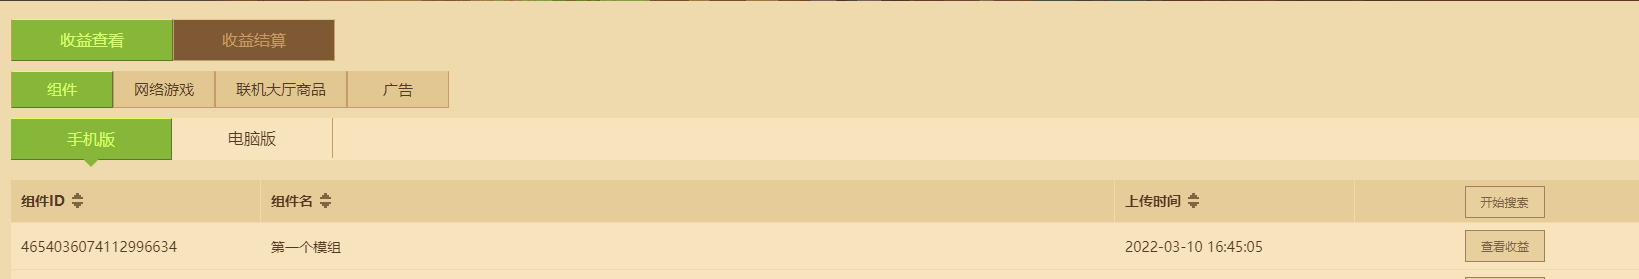 收益查看 收益结算
组件 网络游戏 联机大厅商品 广告
手机版 电脑版
组件ID 组件名 上传时间 开始搜索
4654036074112996634 第一个模组 2022-03-10 16:45:05 查看收益